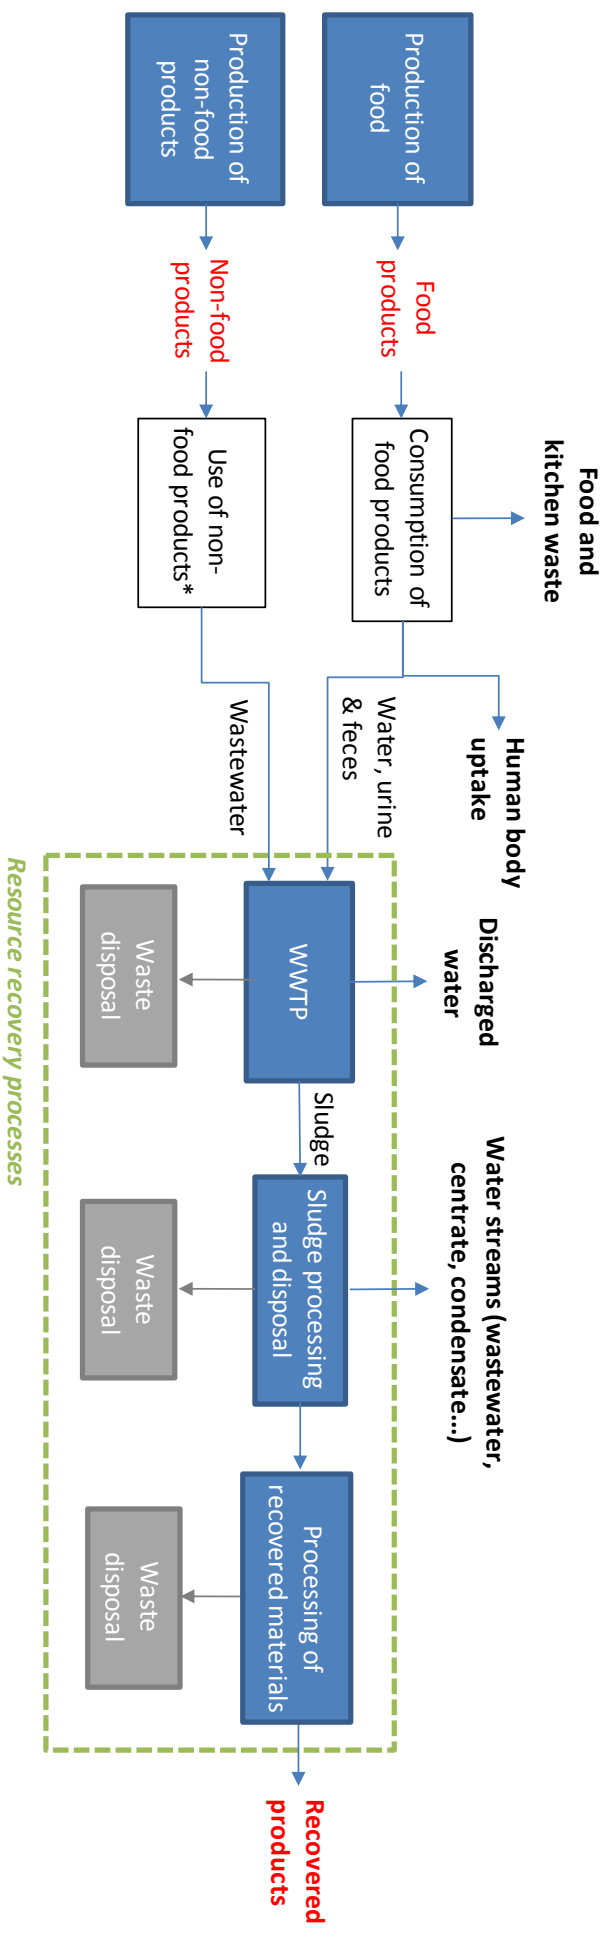 Food and
kitchen waste
Human body
uptake
Discharged
water
Water streams (wastewater,
centrate, condensate...)
Production of
food
Food
products
Consumption of
food products
Water, urine
& feces
Production of
non-food
products
Non-food
products
Use of non-
food products*
Wastewater
WWTP
Sludge
Sludge processing
and disposal
Processing of
recovered materials
Recovered
products
Waste
disposal
Waste
disposal
Waste
disposal
Resource recovery processes